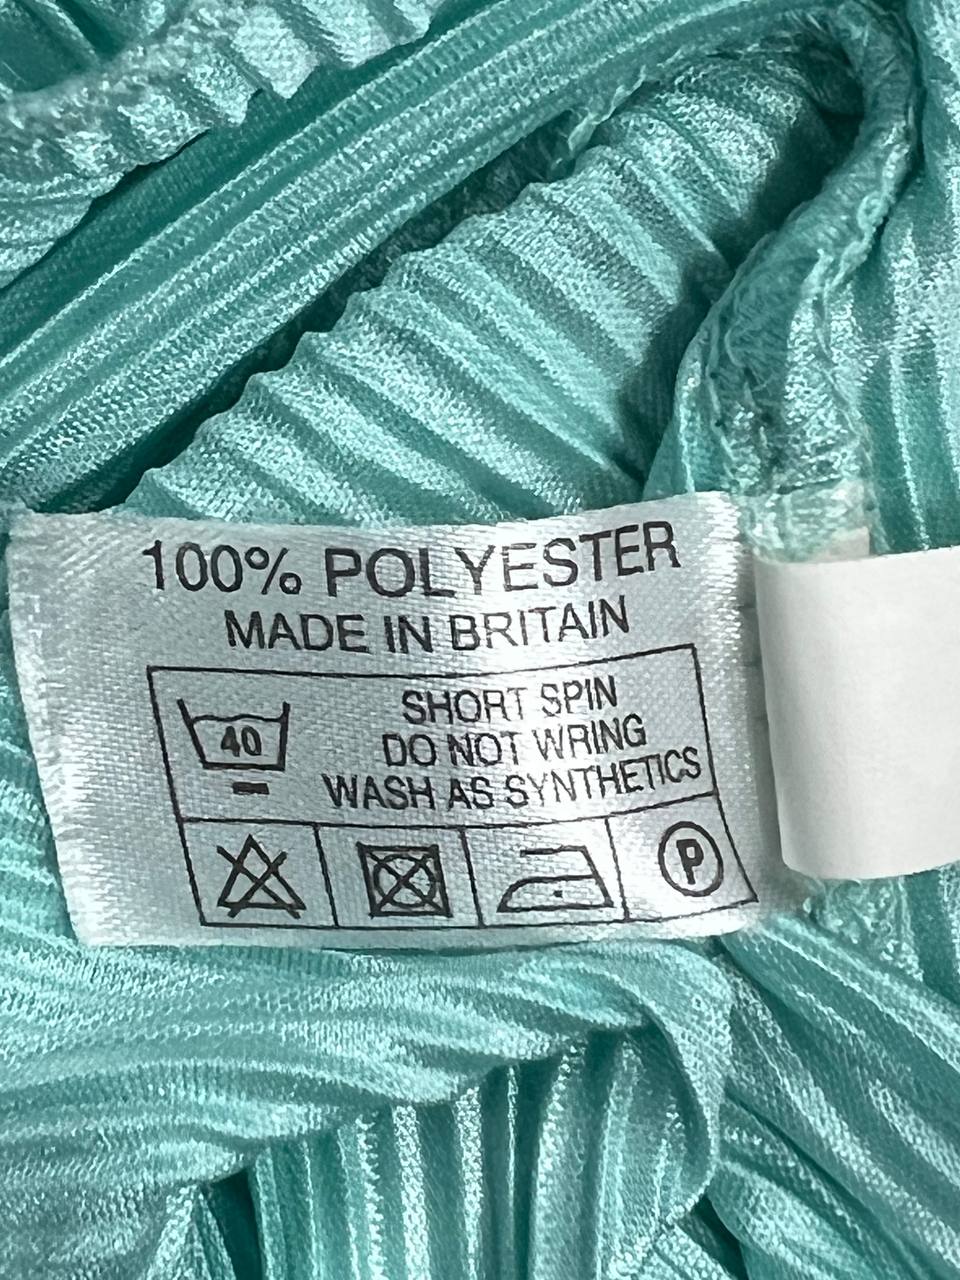 100% POLYESTER
MADE IN BRITAIN
40
SHORT SPIN
DO NOT WRING
WASH AS SYNTHETICS
P